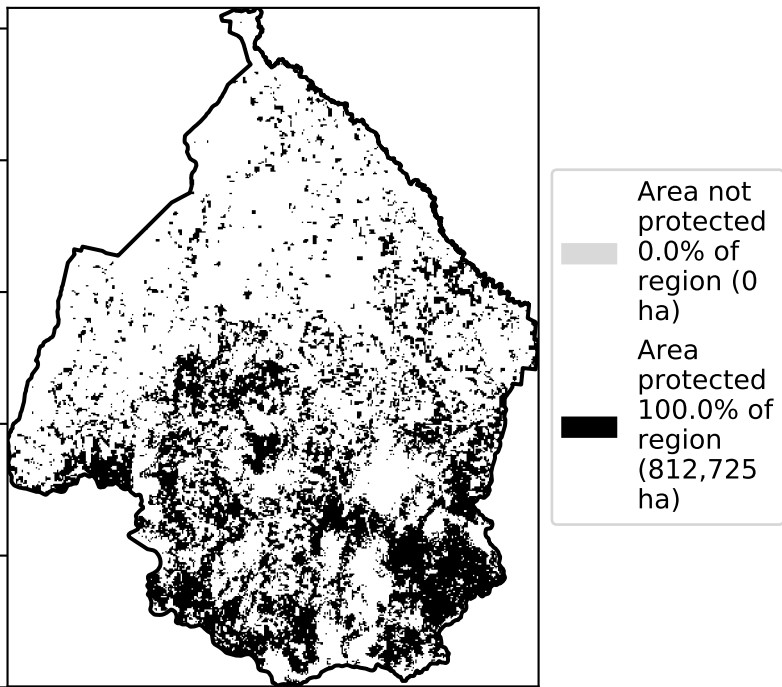 Area not
protected
0.0% of
region (0
ha)
Area
protected
100.0% of
region
(812,725
ha)